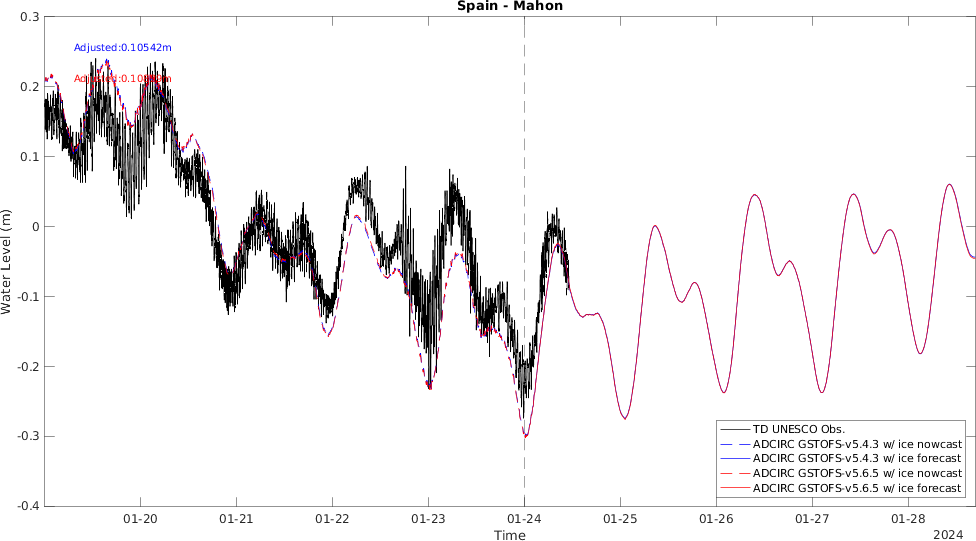 Spain - Mahon
Adjusted:0.10542m
0.3
0.2
0.1
0
-0.1
-0.2
-0.3
-0.4
Water Level (m)
01-20 01-21 01-22 01-23 01-24 01-25 01-26 01-27 01-28
Time
2024
TD UNESCO Obs.
ADCIRC GSTOFS-v5.4.3 w/ ice nowcast
ADCIRC GSTOFS-v5.4.3 w/ ice forecast
ADCIRC GSTOFS-v5.6.5 w/ ice nowcast
ADCIRC GSTOFS-v5.6.5 w/ ice forecast